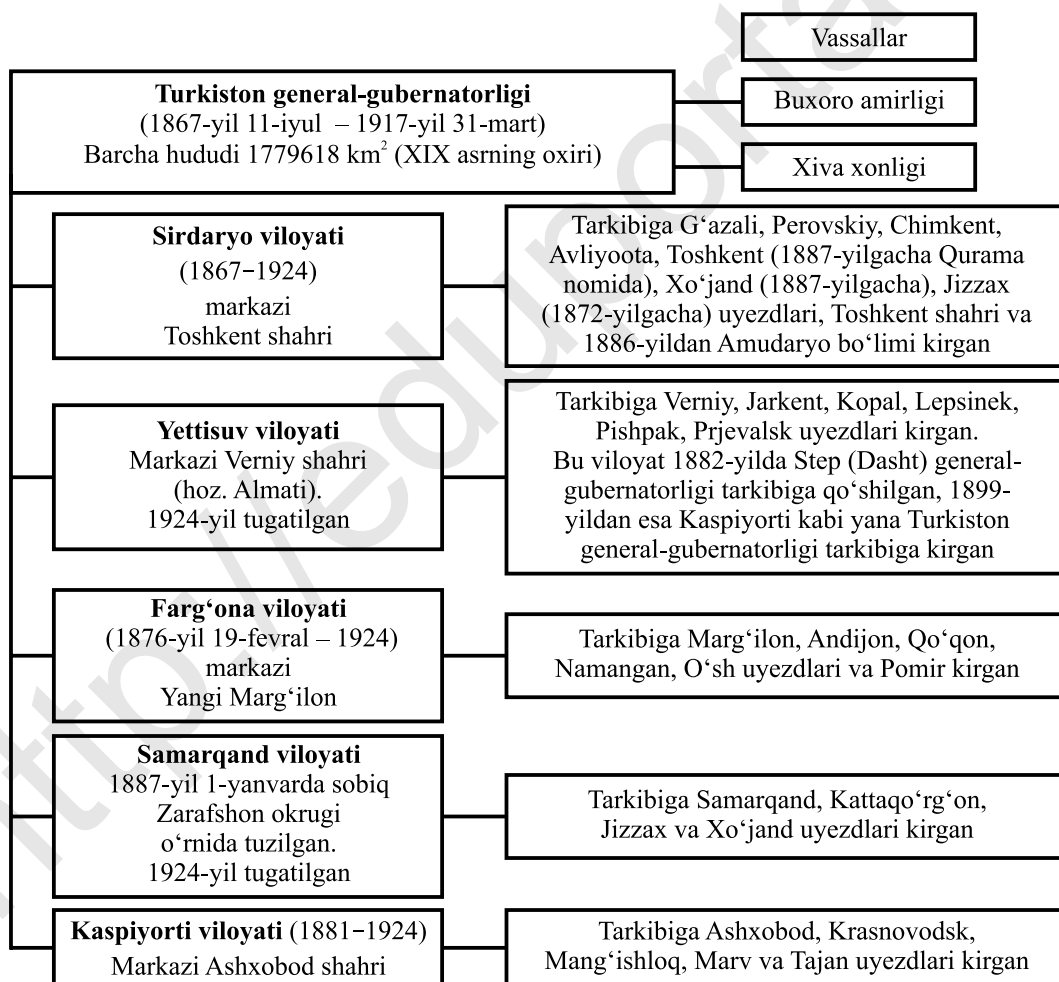 Vassallar
Turkiston general-gubernatorligi
(1867-yil 11-iyul – 1917-yil 31-mart)
Barcha hududi 1779618 km² (XIX asrning oxiri)
Buxoro amirligi
Xiva xonligi
Sirdaryo viloyati
(1867–1924)
markazi
Toshkent shahri
Tarkibiga G‘azali, Perovskiy, Chimkent,
Avliyoota, Toshkent (1887-yilgacha Qurama
nomida), Xo‘jand (1887-yilgacha), Jizzax
(1872-yilgacha) uyezdlari, Toshkent shahri va
1886-yildan Amudaryo bo‘limi kirgan
Yettisuv viloyati
Markazi Verniy shahri
(hoz. Almati).
1924-yil tugatilgan
Tarkibiga Verniy, Jarkent, Kopal, Lepsinek,
Pishpak, Prjevalsk uyezdlari kirgan.
Bu viloyat 1882-yilda Step (Dasht) general-
gubernatorligi tarkibiga qo‘shilgan, 1899-
yildan esa Kaspiyorti kabi yana Turkiston
general-gubernatorligi tarkibiga kirgan
Farg‘ona viloyati
(1876-yil 19-fevral – 1924)
markazi
Yangi Marg‘ilon
Tarkibiga Marg‘ilon, Andijon, Qo‘qon,
Namangan, O‘sh uyezdlari va Pomir kirgan
Samarqand viloyati
1887-yil 1-yanvarda sobiq
Zarafshon okrugi
o‘rnida tuzilgan.
1924-yil tugatilgan
Tarkibiga Samarqand, Kattaqo‘rg‘on,
Jizzax va Xo‘jand uyezdlari kirgan
Kaspiyorti viloyati (1881–1924)
Markazi Ashxobod shahri
Tarkibiga Ashxobod, Krasnovodsk,
Mang‘ishloq, Marv va Tajan uyezdlari kirgan
http://eduporta